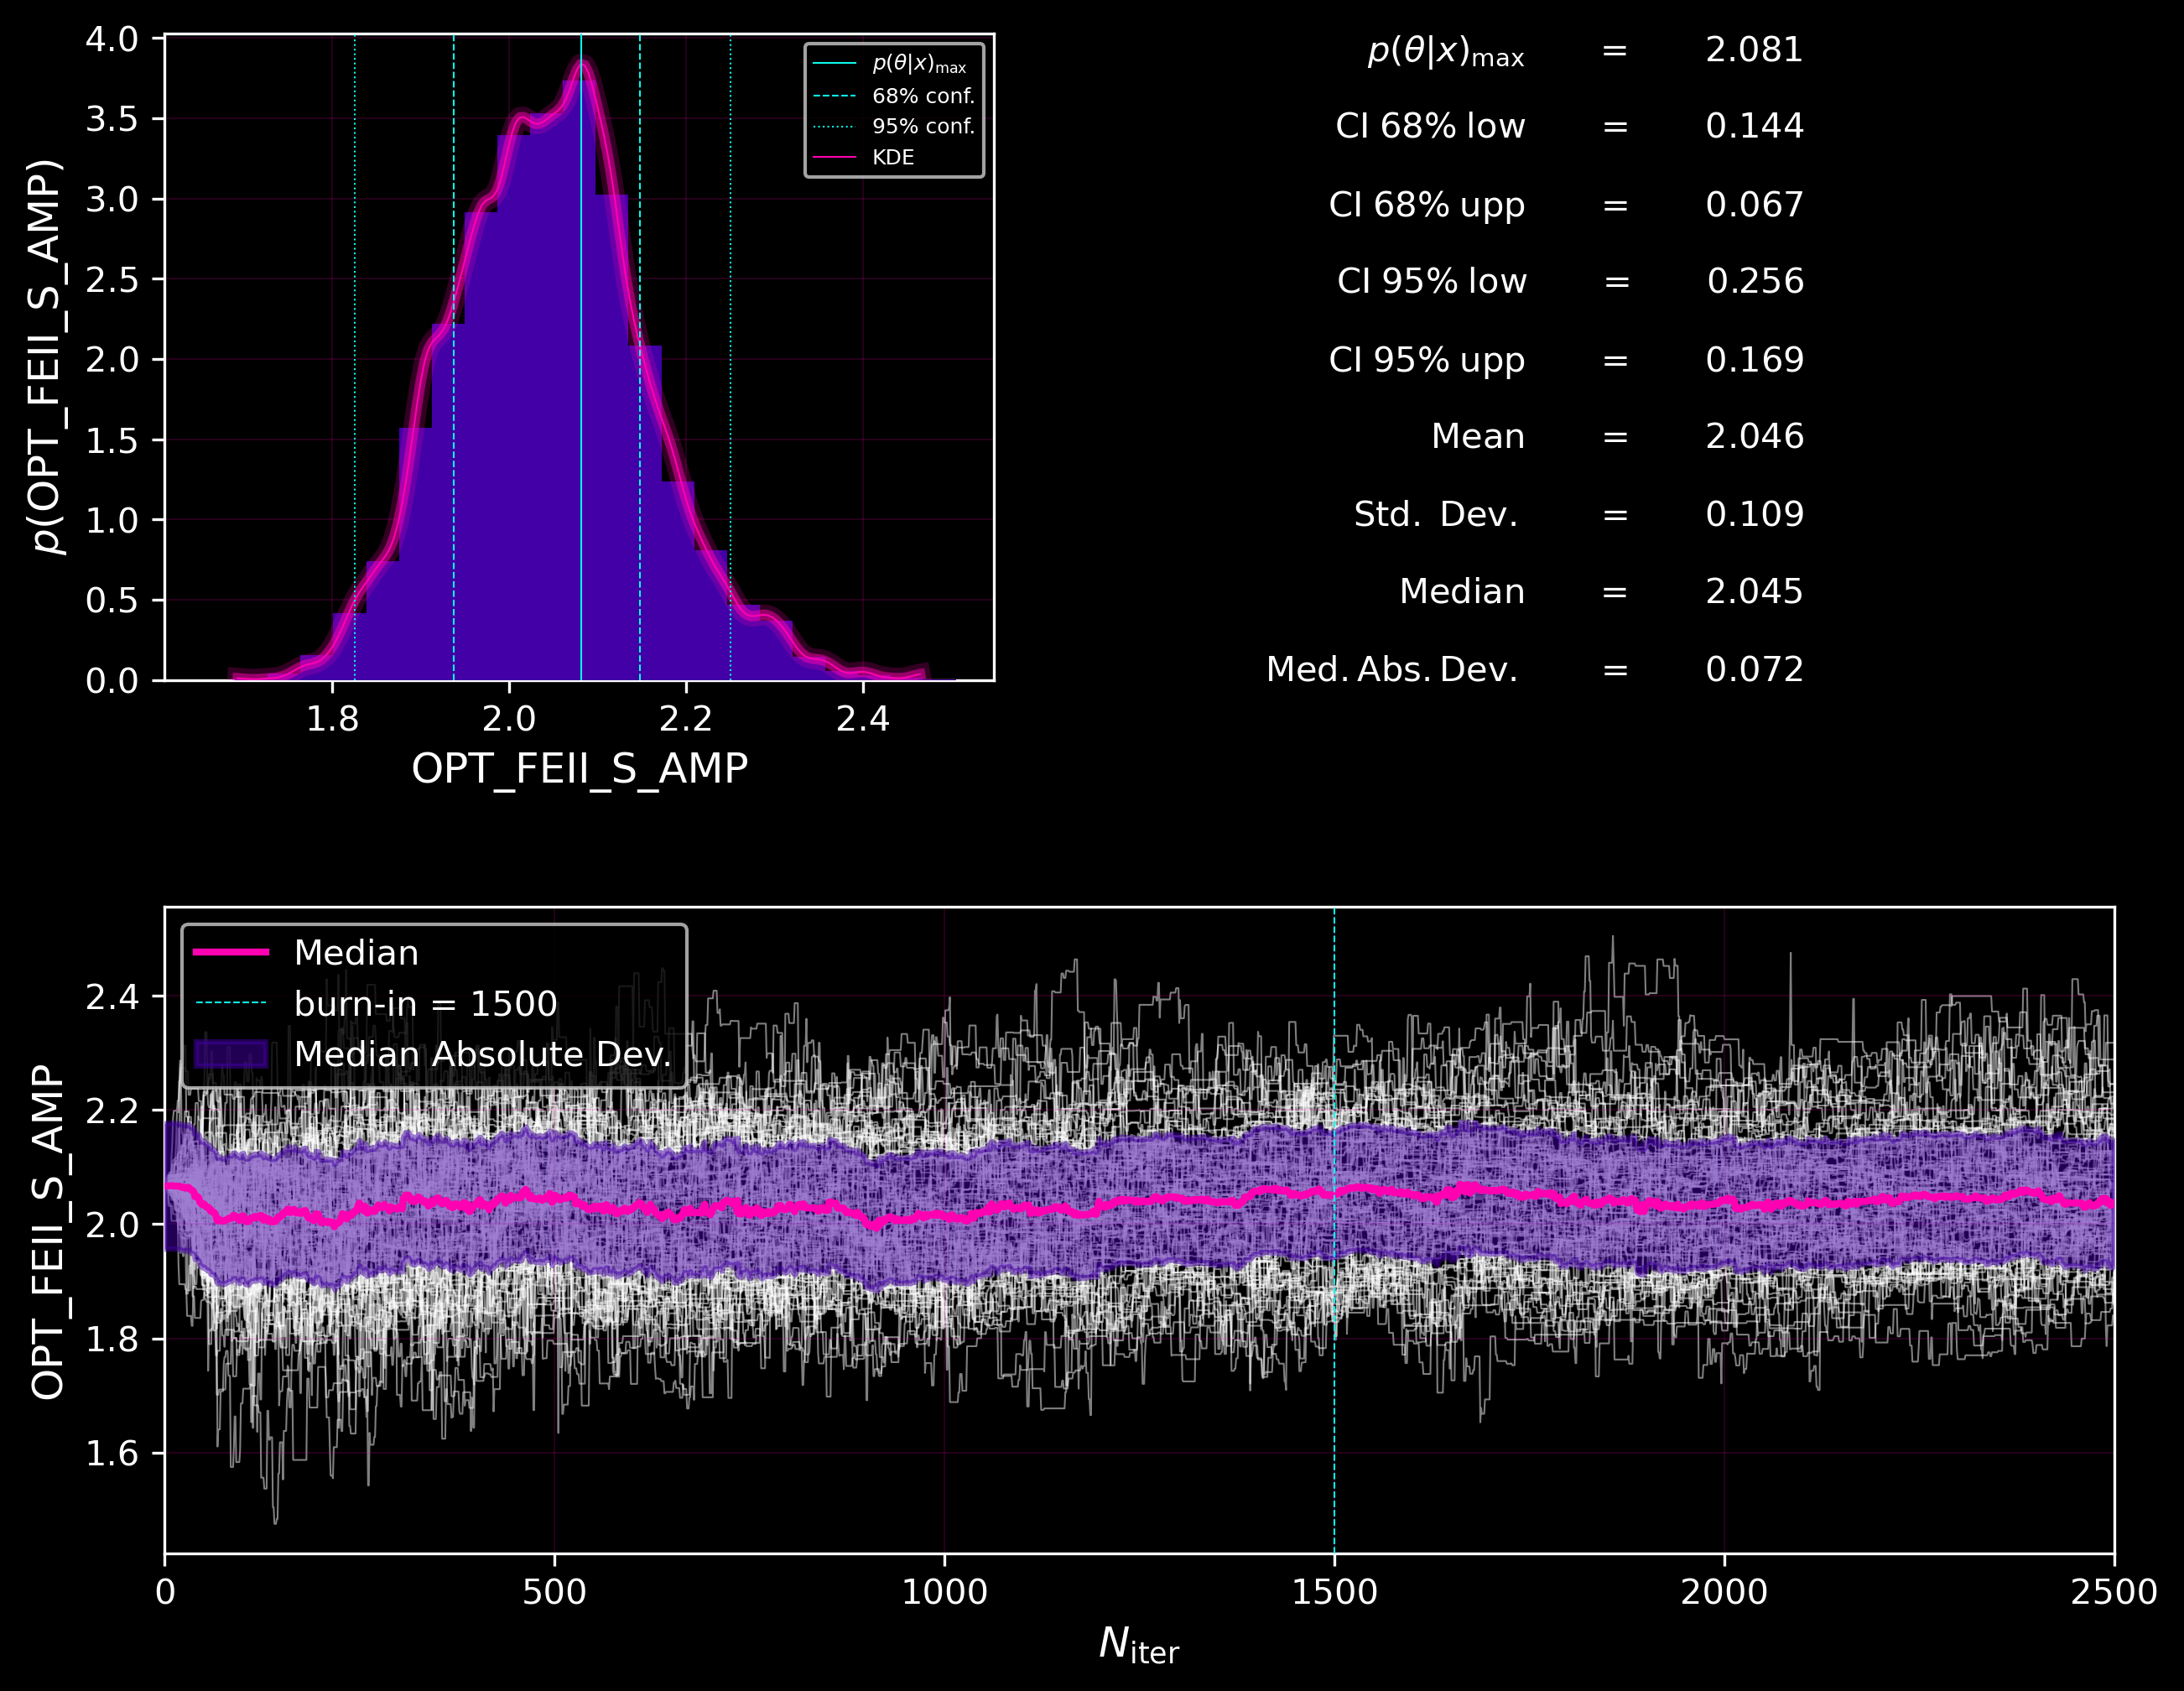 4.0
3.5
3.0
2.5
2.0
1.5
1.0
0.5
0.0
p(OPT_FEII_S_AMP)
1.8 2.0 2.2 2.4
OPT_FEII_S_AMP
p(θ|x)max
68% conf.
95% conf.
KDE
p(θ|x)max = 2.081
CI 68% low = 0.144
CI 68% upp = 0.067
CI 95% low = 0.256
CI 95% upp = 0.169
Mean = 2.046
Std. Dev. = 0.109
Median = 2.045
Med. Abs. Dev. = 0.072
Median
burn-in = 1500
Median Absolute Dev.
2.4
2.2
2.0
1.8
1.6
OPT_FEII_S_AMP
0 500 1000 1500 2000 2500
Niter